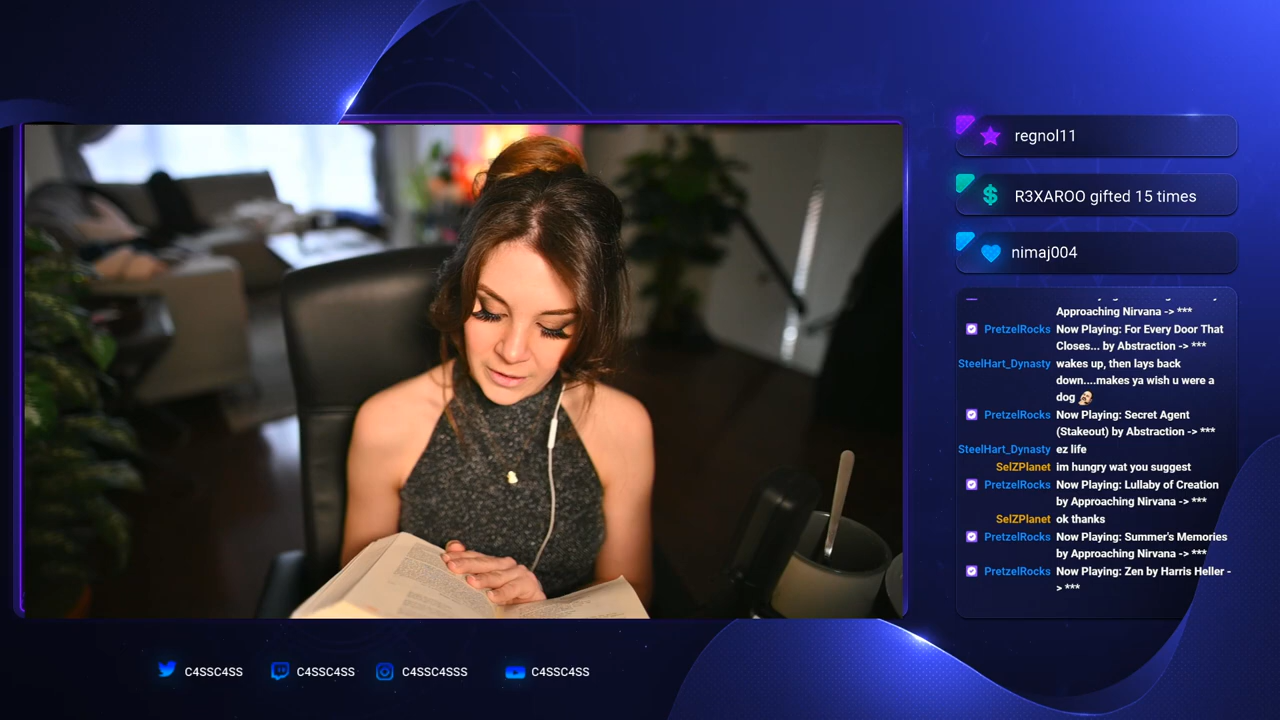 regnol11
R3XAROO gifted 15 times
nimaj004
Approaching Nirvana -> ***
PretzelRocks Now Playing: For Every Door That
Closes... by Abstraction -> ***
SteelHart_Dynasty wakes up, then lays back
down....makes ya wish u were a
dog
PretzelRocks Now Playing: Secret Agent
(Stakeout) by Abstraction -> ***
SteelHart_Dynasty ez life
SelZPlanet im hungry wat you suggest
PretzelRocks Now Playing: Lullaby of Creation
by Approaching Nirvana -> ***
SelZPlanet ok thanks
PretzelRocks Now Playing: Summer's Memories
by Approaching Nirvana -> ***
PretzelRocks Now Playing: Zen by Harris Heller -
> ***
C4SSC4SS C4SSC4SS C4SSC4SSS C4SSC4SS